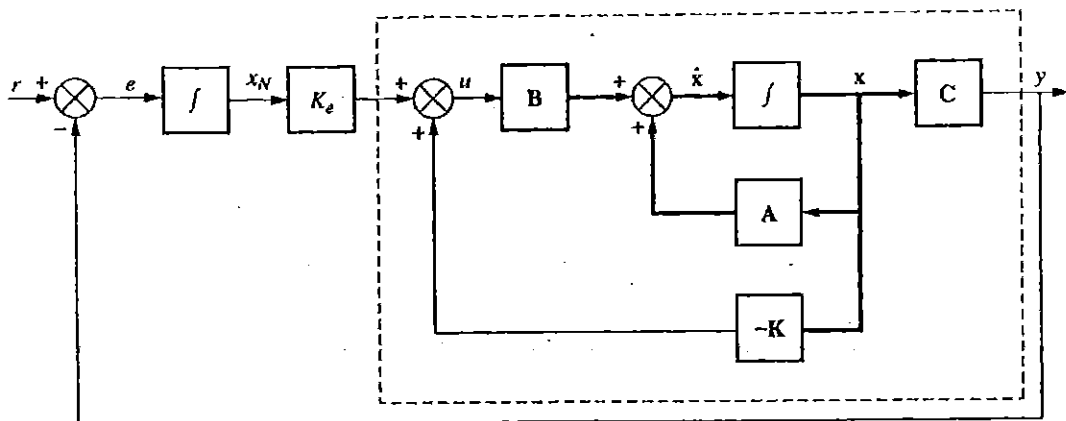 r + e ∫ x_N K_e + u B + x̂ ∫ x C y
− + +
A
−K